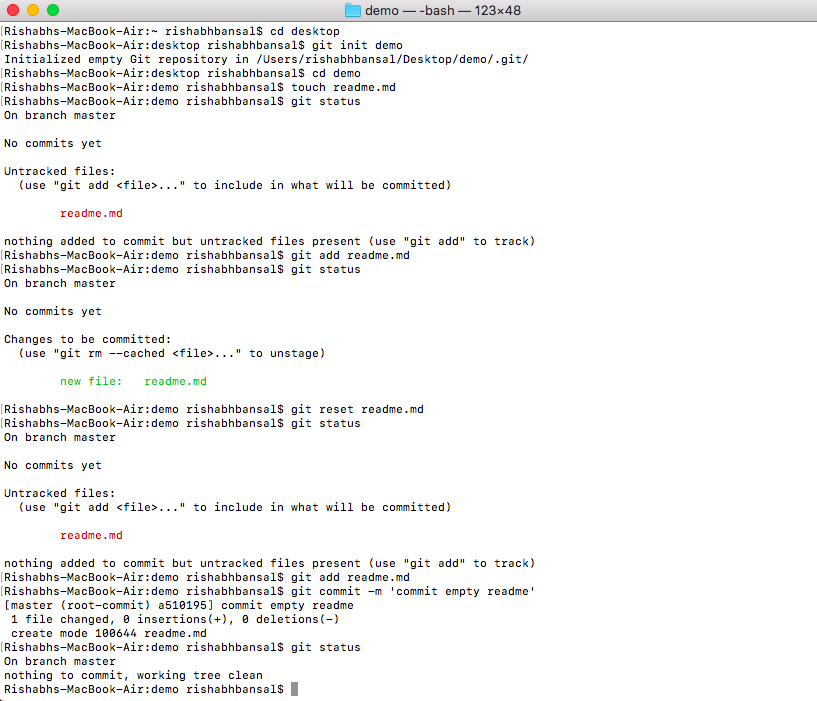 demo — -bash — 123×48
[Rishabhs-MacBook-Air:~ rishabhbansal$ cd desktop
[Rishabhs-MacBook-Air:desktop rishabhbansal$ git init demo
Initialized empty Git repository in /Users/rishabhbansal/Desktop/demo/.git/
[Rishabhs-MacBook-Air:desktop rishabhbansal$ cd demo
[Rishabhs-MacBook-Air:demo rishabhbansal$ touch readme.md
[Rishabhs-MacBook-Air:demo rishabhbansal$ git status
On branch master
No commits yet
Untracked files:
(use "git add <file>..." to include in what will be committed)
readme.md
nothing added to commit but untracked files present (use "git add" to track)
[Rishabhs-MacBook-Air:demo rishabhbansal$ git add readme.md
[Rishabhs-MacBook-Air:demo rishabhbansal$ git status
On branch master
No commits yet
Changes to be committed:
(use "git rm --cached <file>..." to unstage)
new file:   readme.md
[Rishabhs-MacBook-Air:demo rishabhbansal$ git reset readme.md
[Rishabhs-MacBook-Air:demo rishabhbansal$ git status
On branch master
No commits yet
Untracked files:
(use "git add <file>..." to include in what will be committed)
readme.md
nothing added to commit but untracked files present (use "git add" to track)
[Rishabhs-MacBook-Air:demo rishabhbansal$ git add readme.md
[Rishabhs-MacBook-Air:demo rishabhbansal$ git commit -m 'commit empty readme'
[master (root-commit) a510195] commit empty readme
1 file changed, 0 insertions(+), 0 deletions(-)
create mode 100644 readme.md
[Rishabhs-MacBook-Air:demo rishabhbansal$ git status
On branch master
nothing to commit, working tree clean
Rishabhs-MacBook-Air:demo rishabhbansal$